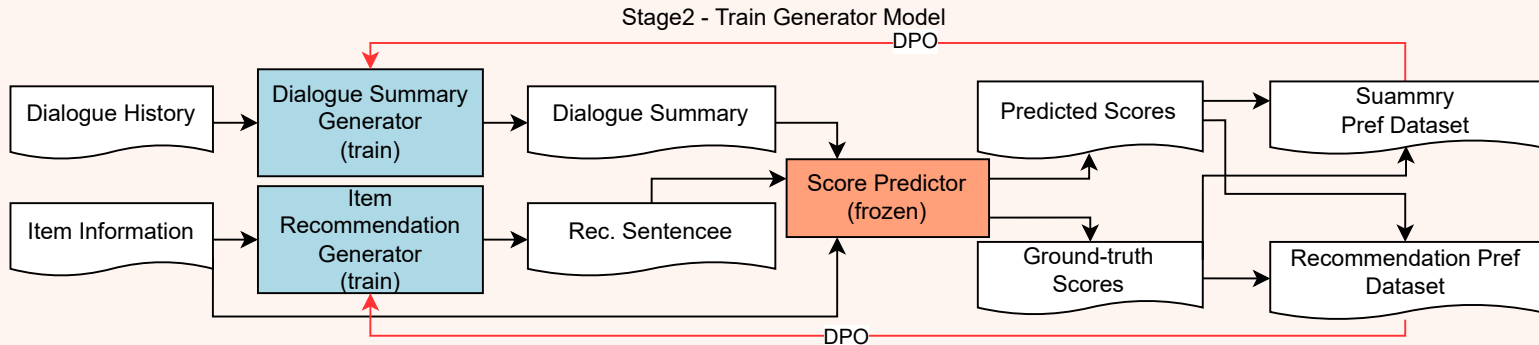 Stage2 - Train Generator Model
DPO
Dialogue History
Dialogue Summary
Generator
(train)
Dialogue Summary
Predicted Scores
Suammry
Pref Dataset
Score Predictor
(frozen)
Item Information
Item
Recommendation
Generator
(train)
Rec. Sentencee
Ground-truth
Scores
Recommendation Pref
Dataset
DPO